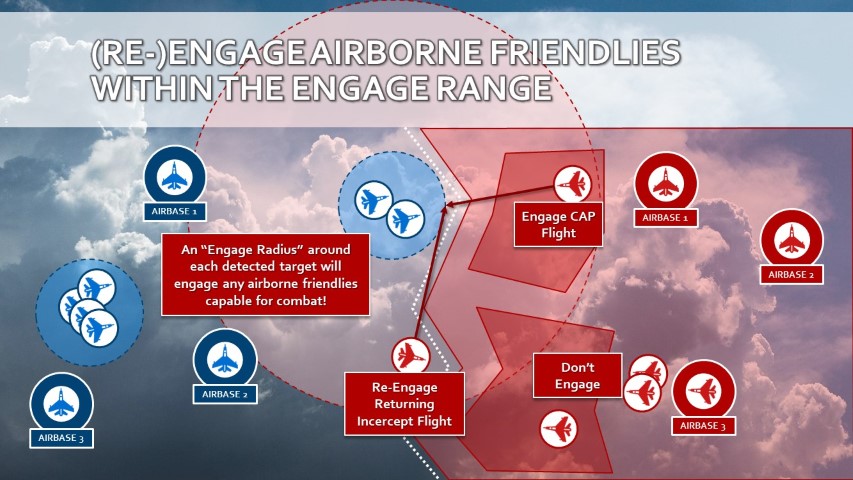 (RE-)ENGAGE AIRBORNE FRIENDLIES
WITHIN THE ENGAGE RANGE
AIRBASE 1
Engage CAP
Flight
AIRBASE 1
An “Engage Radius” around
each detected target will
engage any airborne friendlies
capable for combat!
AIRBASE 2
AIRBASE 2
Re-Engage
Returning
Incercept Flight
Don’t
Engage
AIRBASE 3
AIRBASE 3